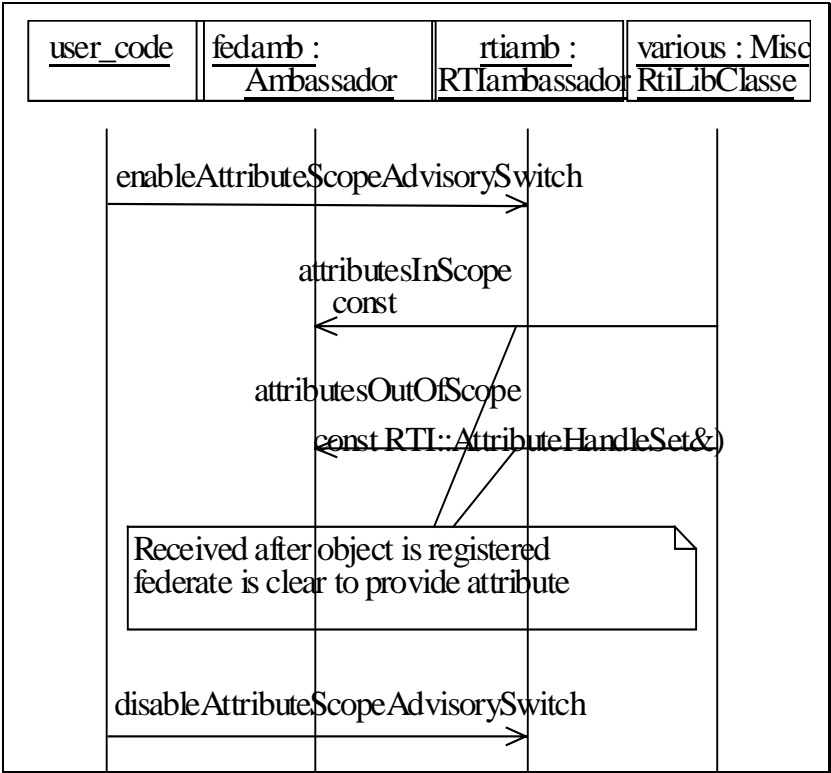 user_code
fedamb :
Ambassador
rtiamb :
RTIambassador
various : Misc
RtiLibClasse
enableAttributeScopeAdvisorySwitch
attributesInScope
const
attributesOutOfScope
const RTI::AttributeHandleSet&)
Received after object is registered
federate is clear to provide attribute
disableAttributeScopeAdvisorySwitch